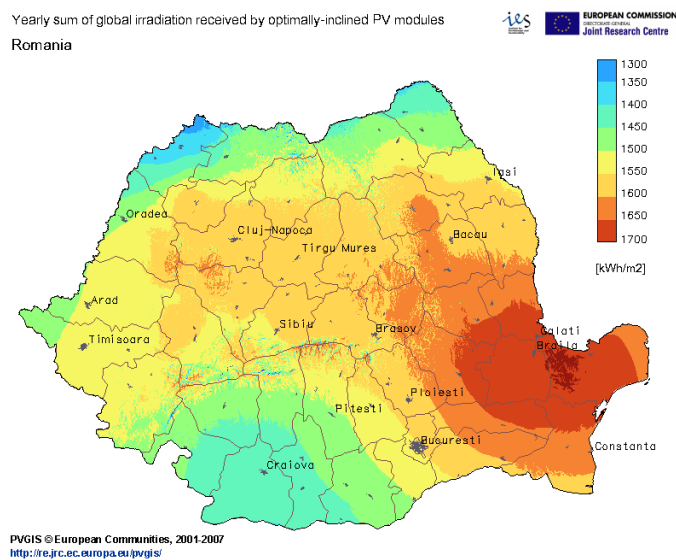 Yearly sum of global irradiation received by optimally-inclined PV modules
Romania
ies
EUROPEAN COMMISSION
DIRECTORATE GENERAL
Joint Research Centre
1300
1350
1400
1450
1500
1550
1600
1650
1700
[kWh/m2]
Iasi
Oradea
Cluj-Napoca
Bacau
Tirgu Mures
Arad
Timisoara
Sibiu
Brasov
Galati
Braila
Ploiesti
Pitesti
Bucuresti
Constanta
Craiova
PVGIS © European Communities, 2001-2007
http://re.jrc.ec.europa.eu/pvgis/